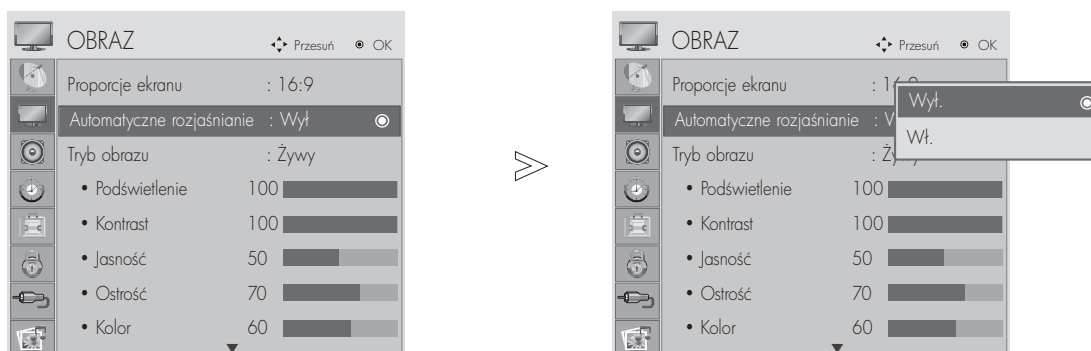 OBRAZ
Przesuń OK
Proporcje ekranu : 16:9
Automatyczne rozjaśnianie : Wył
Tryb obrazu : Żywy
• Podświetlenie 100
• Kontrast 100
• Jasność 50
• Ostrość 70
• Kolor 60
OBRAZ
Przesuń OK
Proporcje ekranu
Automatyczne rozjaśnianie
Wył.
Wł.
Tryb obrazu
• Podświetlenie 100
• Kontrast 100
• Jasność 50
• Ostrość 70
• Kolor 60